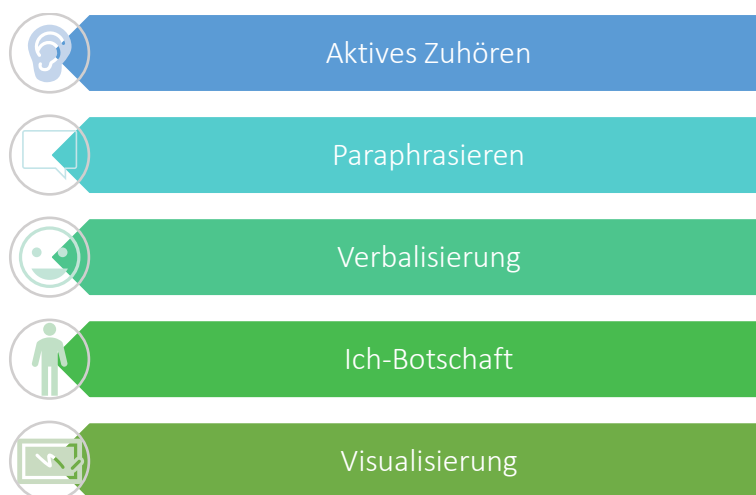 Aktives Zuhören
Paraphrasieren
Verbalisierung
Ich-Botschaft
Visualisierung